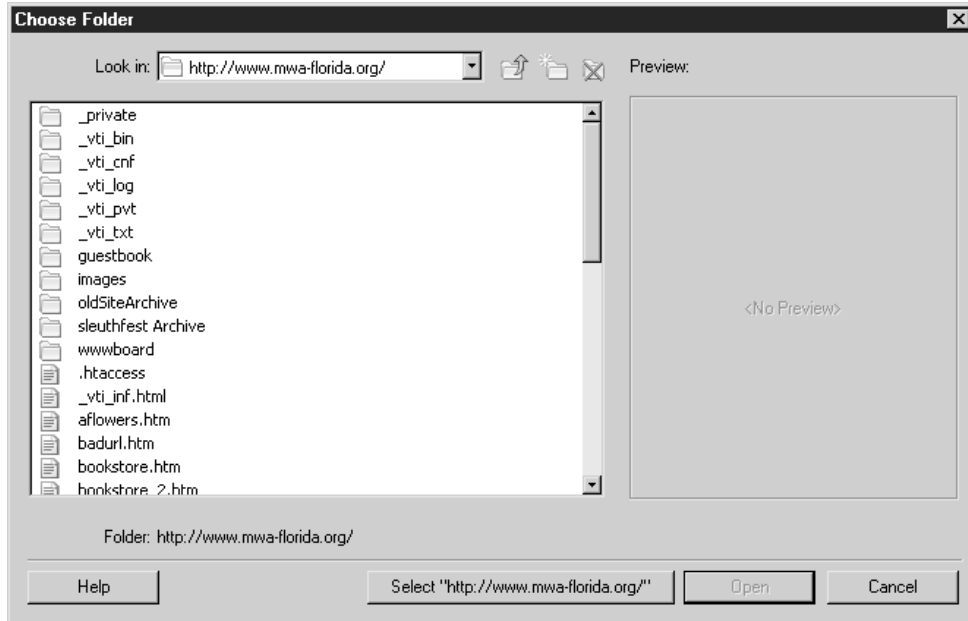 Choose Folder
Look in: http://www.mwa-florida.org/
Preview:
_private
_vti_bin
_vti_cnf
_vti_log
_vti_pvt
_vti_txt
guestbook
images
oldSiteArchive
sleuthfest Archive
wwwboard
.htaccess
_vti_inf.html
aflowers.htm
badurl.htm
bookstore.htm
bookstore_2.htm
<No Preview>
Folder: http://www.mwa-florida.org/
Help Select "http://www.mwa-florida.org/" Open Cancel